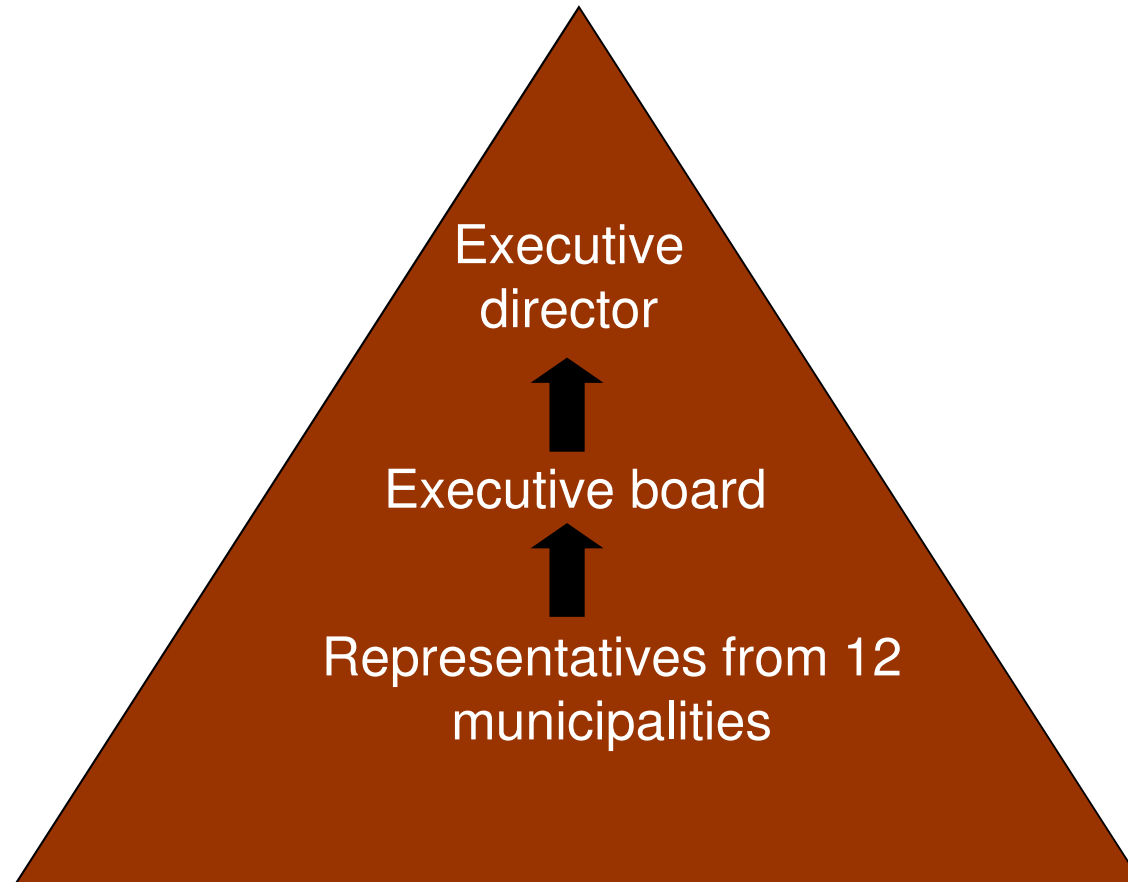 Executive
director
Executive board
Representatives from 12
municipalities